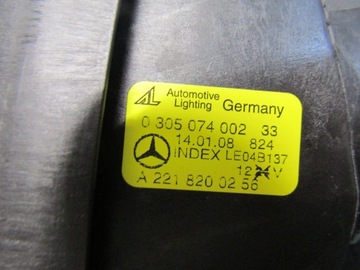 AL Automotive Lighting Germany
0 305 074 002 33
14.01.08 824
INDEX LE04B137
12 V
A 221 820 02 56